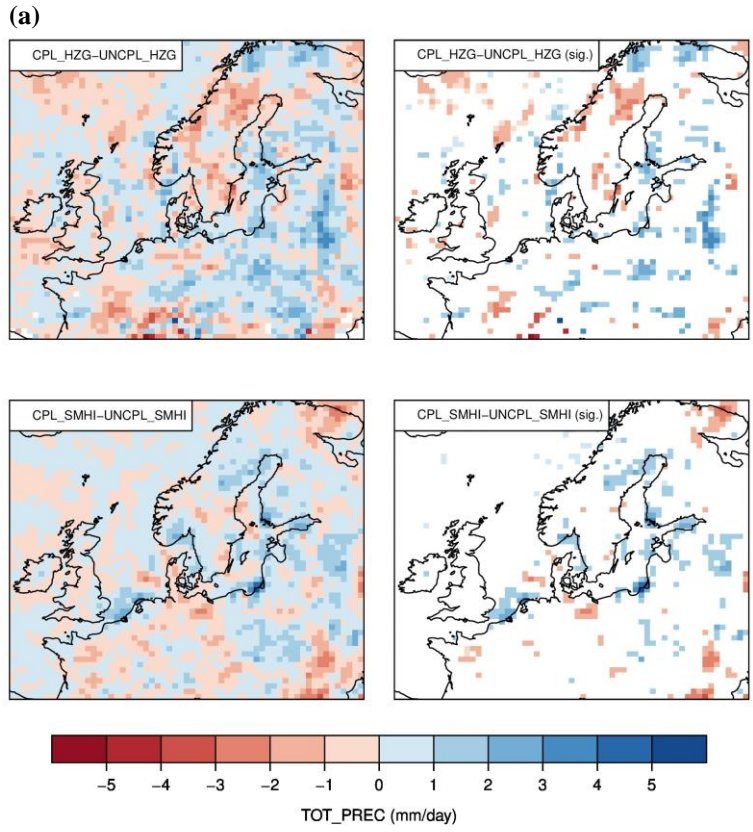 (a)
CPL_HZG−UNCPL_HZG
CPL_HZG−UNCPL_HZG (sig.)
CPL_SMHI−UNCPL_SMHI
CPL_SMHI−UNCPL_SMHI (sig.)
−5 −4 −3 −2 −1 0 1 2 3 4 5
TOT_PREC (mm/day)